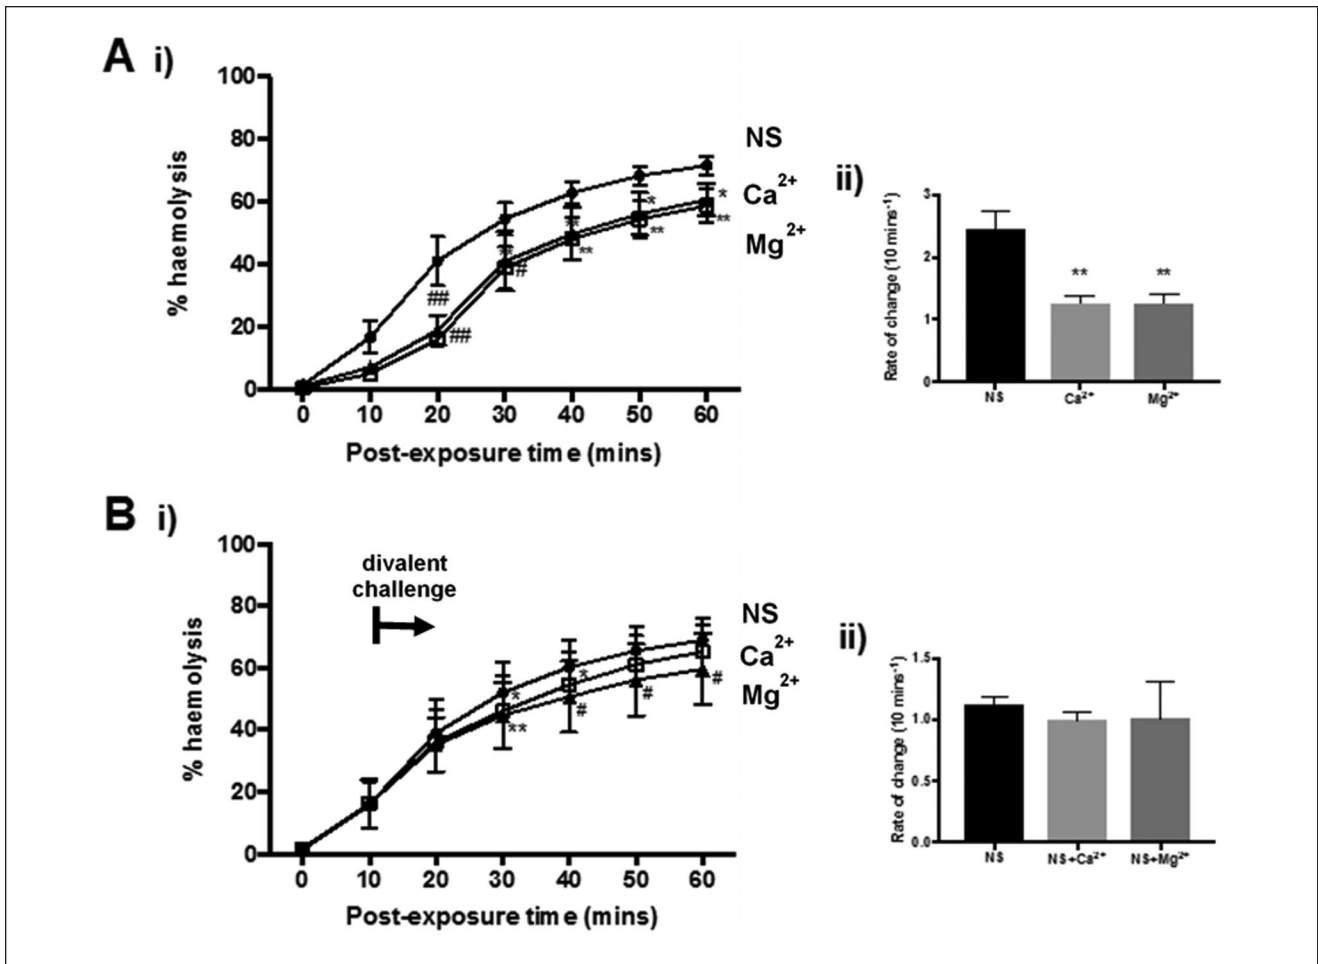 A i)
100
80
60
40
20
0
% haemolysis
NS
Ca2+
Mg2+
##
##
**
#
**
**
*
**
*
**
0 10 20 30 40 50 60
Post-exposure time (mins)
ii)
3
2
1
0
Rate of change (10 mins-1)
**
**
NS Ca2+ Mg2+
B i)
100
80
60
40
20
0
% haemolysis
divalent
challenge
NS
Ca2+
Mg2+
*
**
*
#
#
#
0 10 20 30 40 50 60
Post-exposure time (mins)
ii)
1.5
1.0
0.5
0.0
Rate of change (10 mins-1)
NS NS+Ca2+ NS+Mg2+